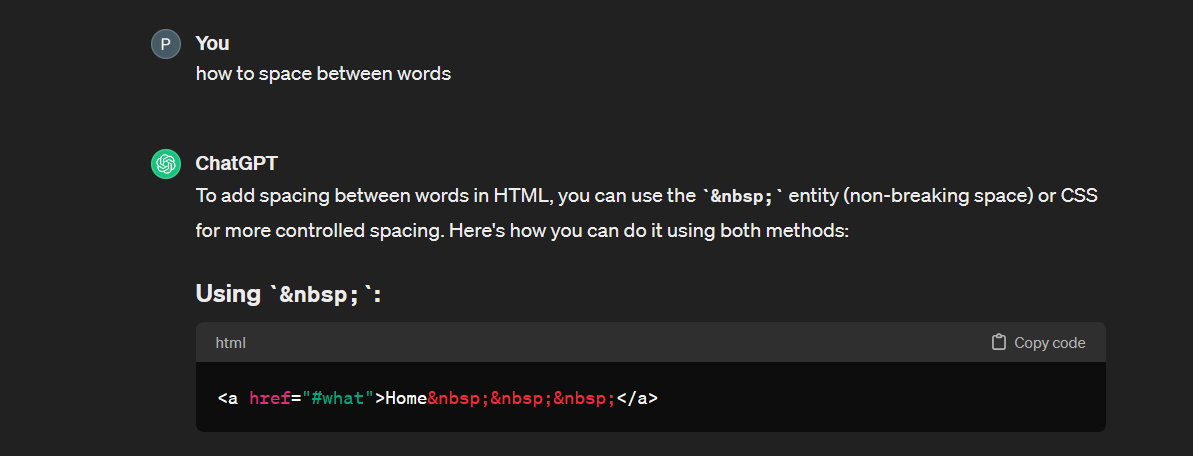 P
You
how to space between words
ChatGPT
To add spacing between words in HTML, you can use the `&nbsp;` entity (non-breaking space) or CSS
for more controlled spacing. Here's how you can do it using both methods:
Using `&nbsp;`:
html
Copy code
<a href="#what">Home&nbsp;&nbsp;&nbsp;</a>